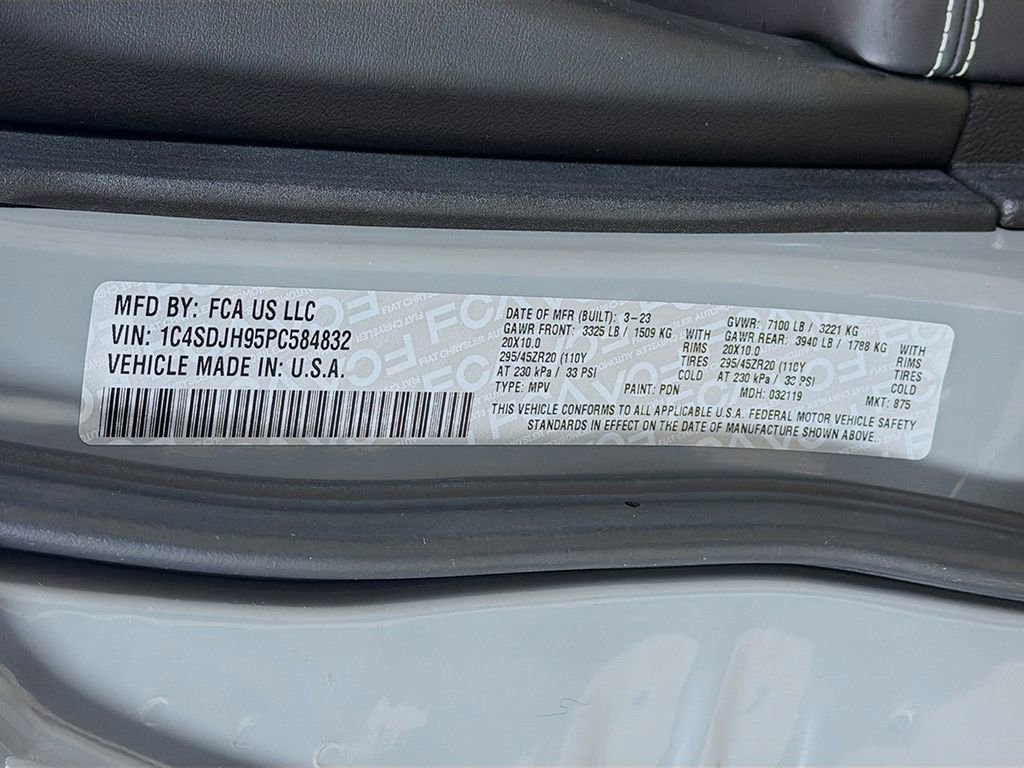 MFD BY: FCA US LLC
VIN: 1C4SDJH95PC584832
VEHICLE MADE IN: U.S.A.
DATE OF MFR (BUILT): 3-23 GVWR: 7100 LB / 3221 KG
GAWR FRONT: 3325 LB / 1509 KG WITH GAWR REAR: 3940 LB / 1788 KG WITH
20X10.0 RIMS 20X10.0 RIMS
295/45ZR20 (110Y TIRES 295/45ZR20 (110Y TIRES
AT 230 kPa / 33 PSI COLD AT 230 kPa / 33 PSI COLD
TYPE: MPV PAINT: PDN MDH: 032119 MKT: 875
THIS VEHICLE CONFORMS TO ALL APPLICABLE U.S.A. FEDERAL MOTOR VEHICLE SAFETY
STANDARDS IN EFFECT ON THE DATE OF MANUFACTURE SHOWN ABOVE.